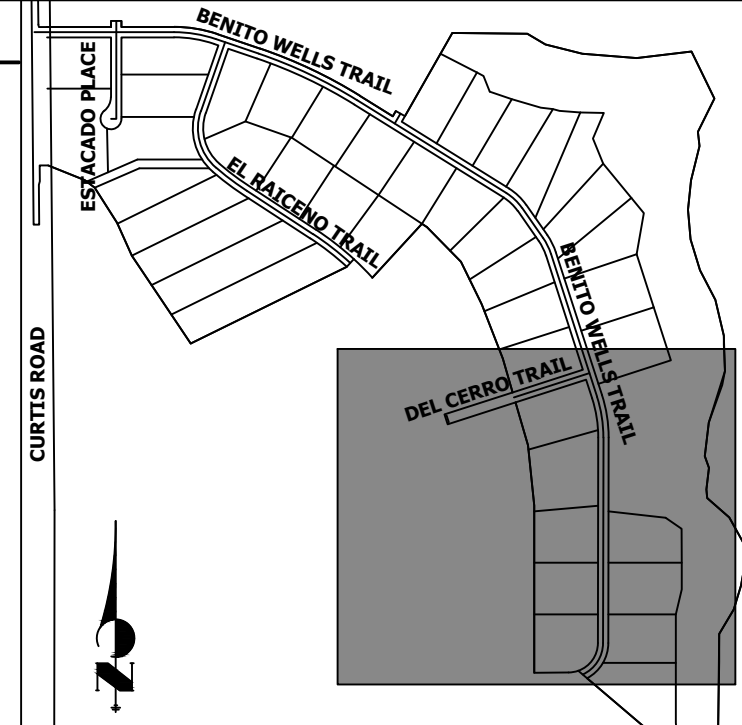 BENITO WELLS TRAIL
ESTACADO PLACE
EL RAICENO TRAIL
BENITO WELLS TRAIL
CURTIS ROAD
DEL CERRO TRAIL
N